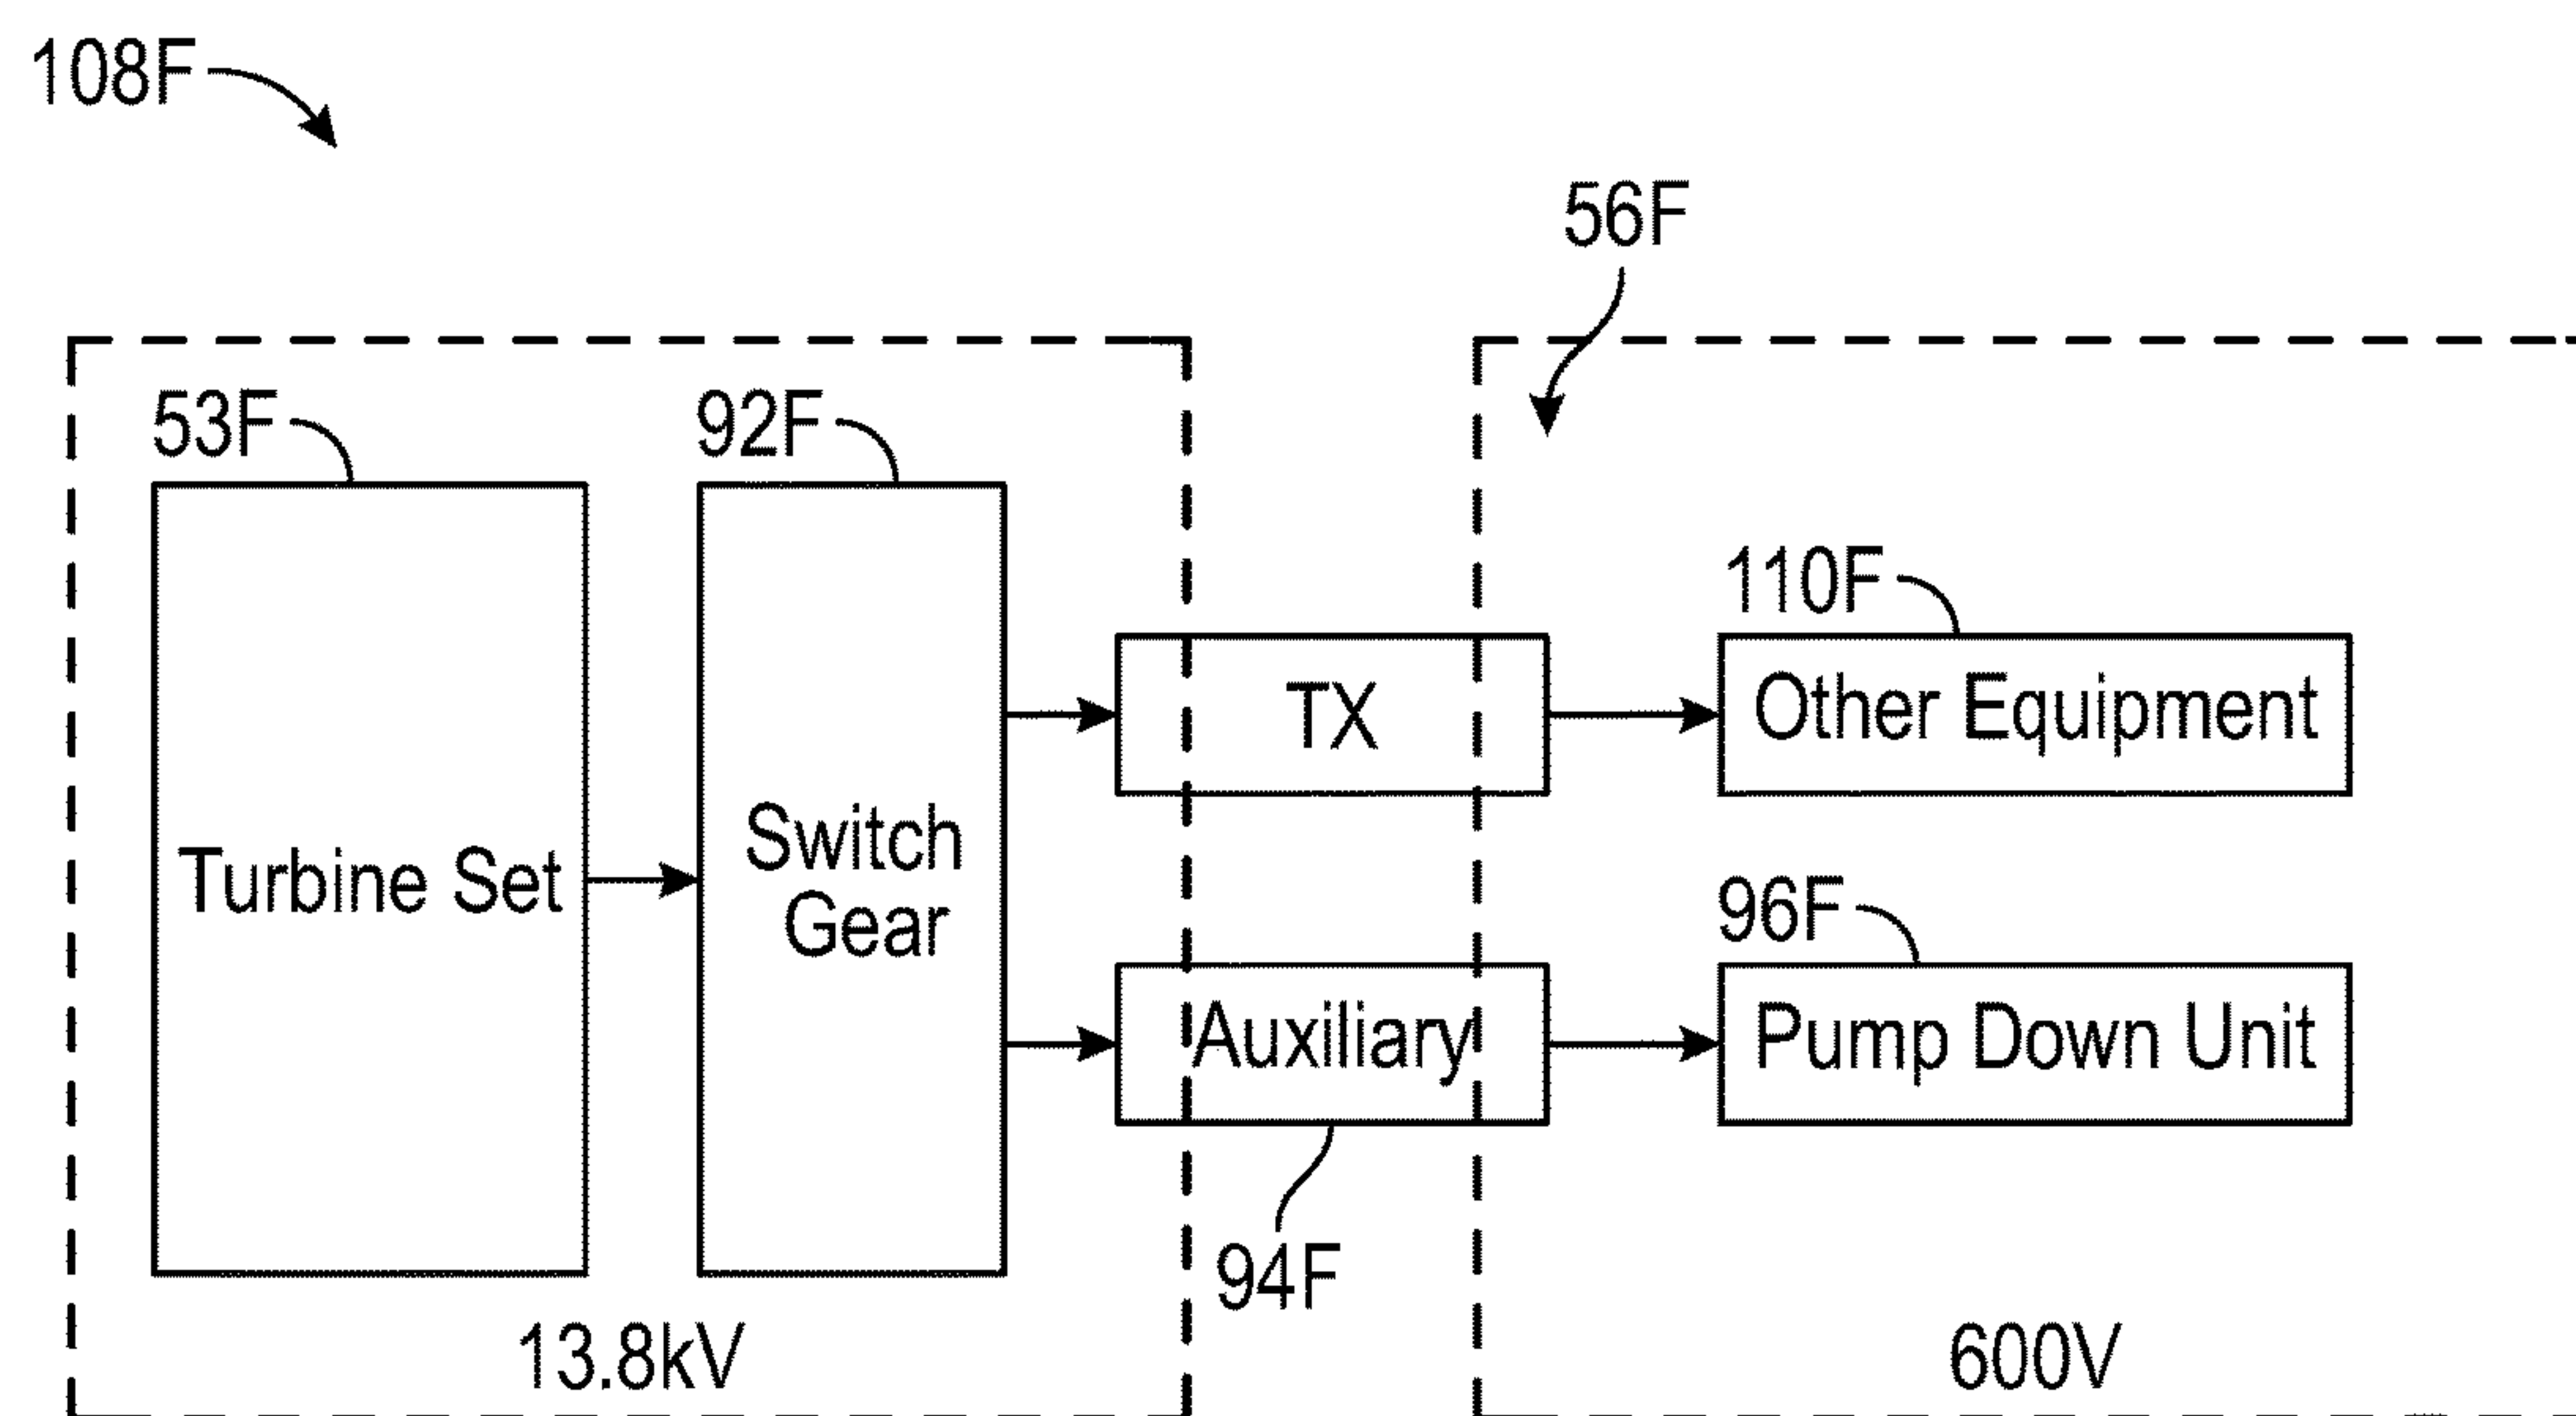 108F
56F
53F
92F
110F
TX
Other Equipment
Switch
Gear
Turbine Set
96F
Auxiliary
Pump Down Unit
94F
13.8kV
600V